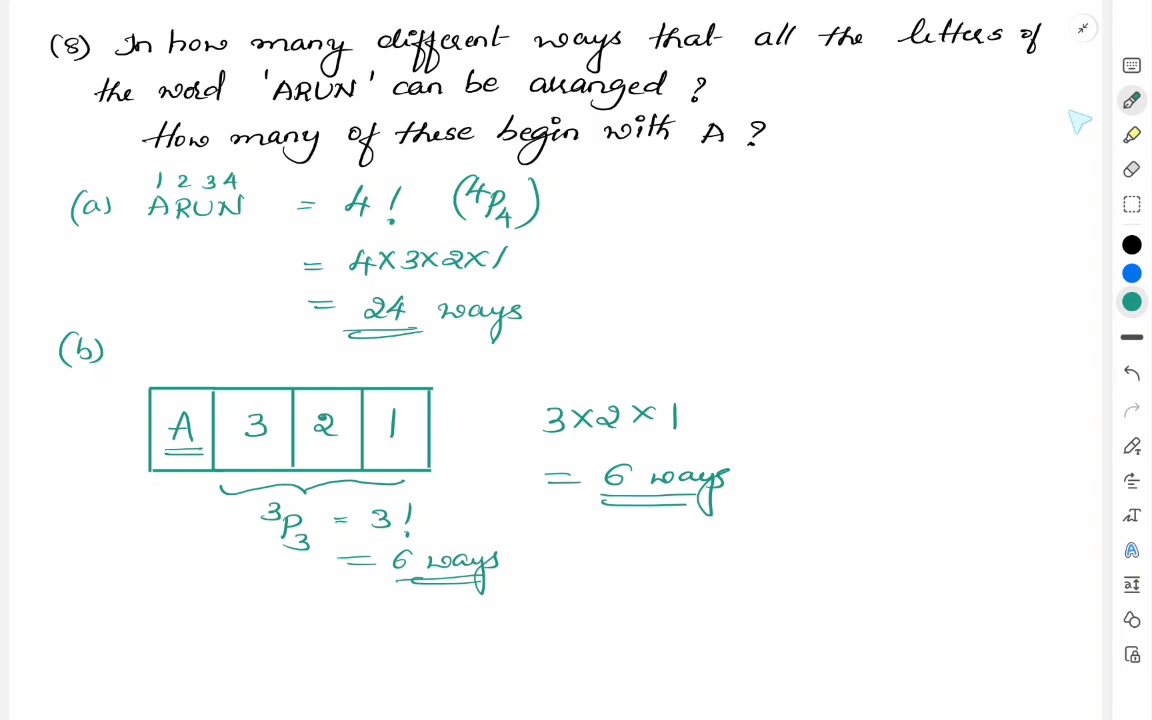 (8) In how many different ways that all the letters of
the word 'ARUN' can be arranged ?
How many of these begin with A ?
1 2 3 4
(a) ARUN = 4! (4P4)
= 4×3×2×1
= 24 ways
(b)
A 3 2 1
3×2×1
= 6 ways
³P₃ = 3!
= 6 ways